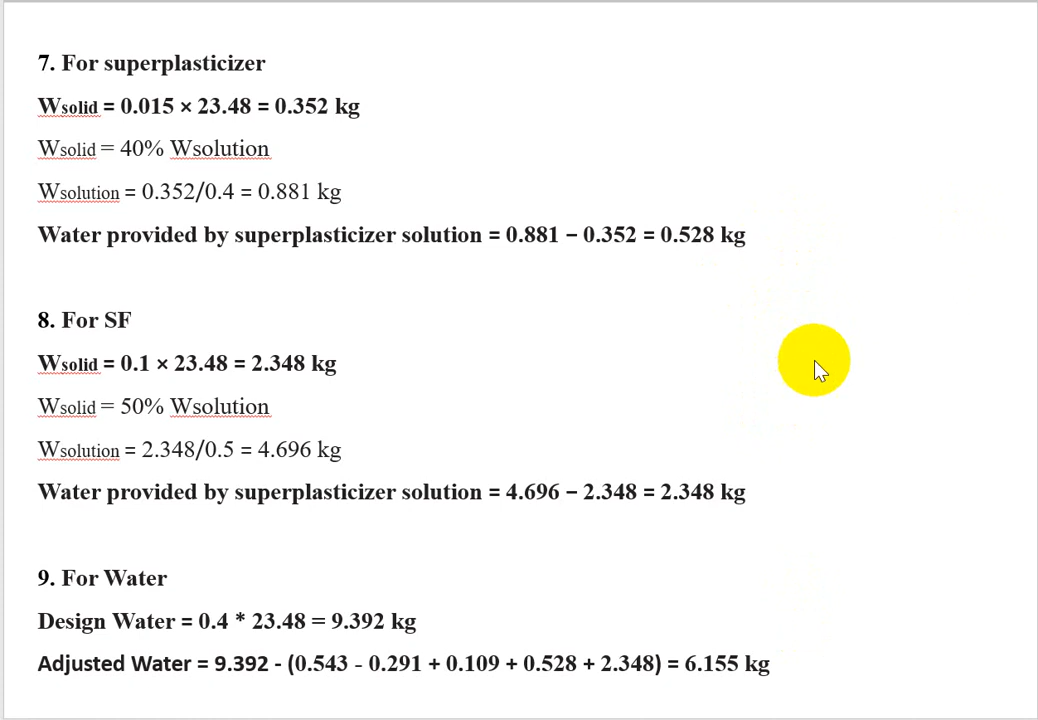 7. For superplasticizer
Wsolid = 0.015 × 23.48 = 0.352 kg
Wsolid = 40% Wsolution
Wsolution = 0.352/0.4 = 0.881 kg
Water provided by superplasticizer solution = 0.881 − 0.352 = 0.528 kg
8. For SF
Wsolid = 0.1 × 23.48 = 2.348 kg
Wsolid = 50% Wsolution
Wsolution = 2.348/0.5 = 4.696 kg
Water provided by superplasticizer solution = 4.696 − 2.348 = 2.348 kg
9. For Water
Design Water = 0.4 * 23.48 = 9.392 kg
Adjusted Water = 9.392 - (0.543 - 0.291 + 0.109 + 0.528 + 2.348) = 6.155 kg